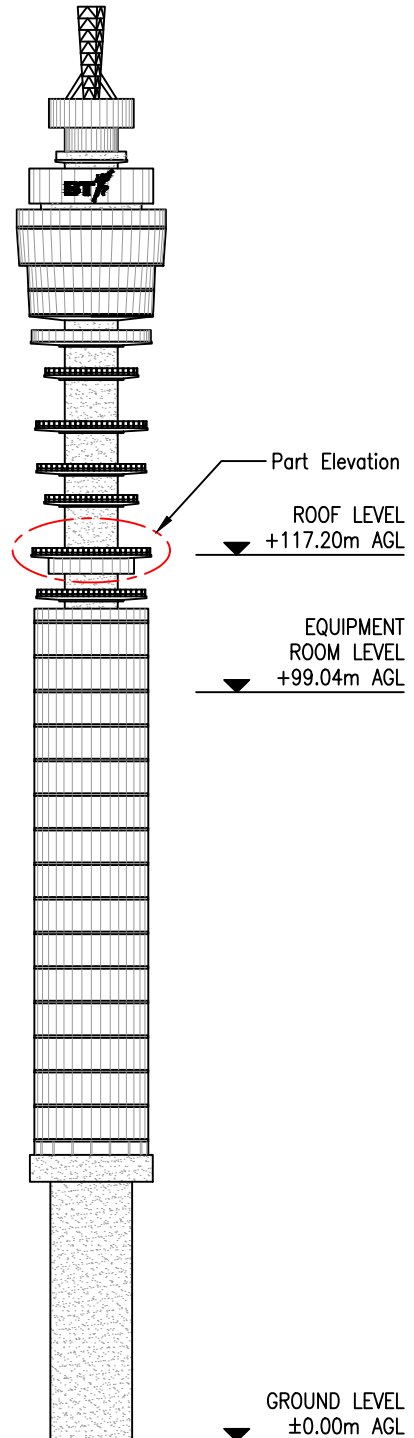 BT
Part Elevation
ROOF LEVEL
+117.20m AGL
EQUIPMENT
ROOM LEVEL
+99.04m AGL
GROUND LEVEL
±0.00m AGL